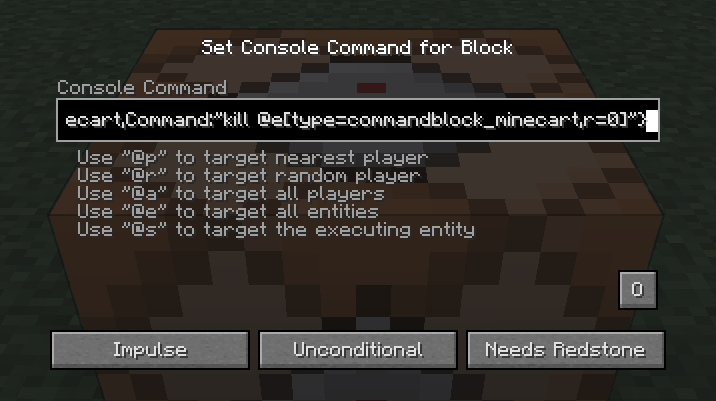 Set Console Command for Block
Console Command
ecart,Command:"kill @e[type=commandblock_minecart,r=0]"}
Use "@p" to target nearest player
Use "@r" to target random player
Use "@a" to target all players
Use "@e" to target all entities
Use "@s" to target the executing entity
O
Impulse
Unconditional
Needs Redstone